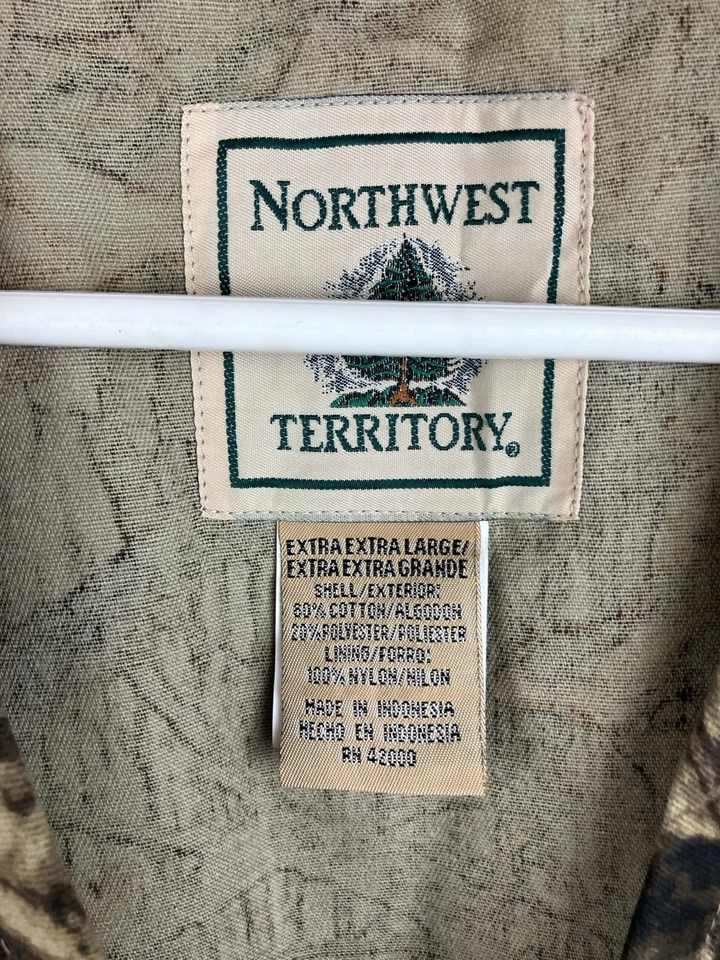 NORTHWEST
TERRITORY®
EXTRA EXTRA LARGE/
EXTRA EXTRA GRANDE
SHELL/EXTERIOR:
80% COTTON/ALGODON
20% POLYESTER/POLIESTER
LINING/FORRO:
100% NYLON/NILON
MADE IN INDONESIA
HECHO EN INDONESIA
RN 42000